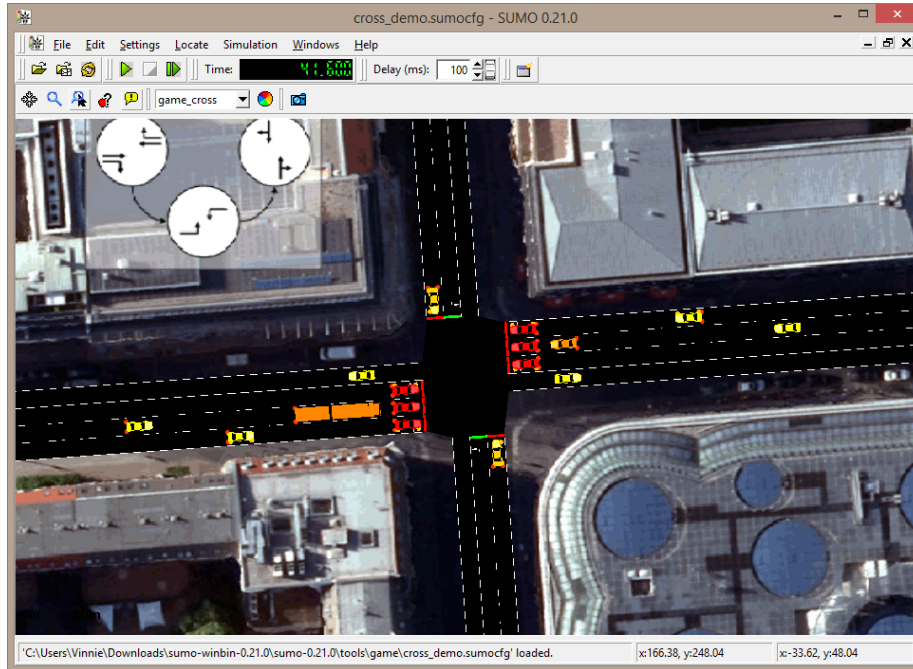 cross_demo.sumocfg - SUMO 0.21.0
File Edit Settings Locate Simulation Windows Help
Time: 41.600 Delay (ms): 100
game_cross
'C:\Users\Vinnie\Downloads\sumo-winbin-0.21.0\sumo-0.21.0\tools\game\cross_demo.sumocfg' loaded. x:166.38, y:248.04 x:-33.62, y:48.04